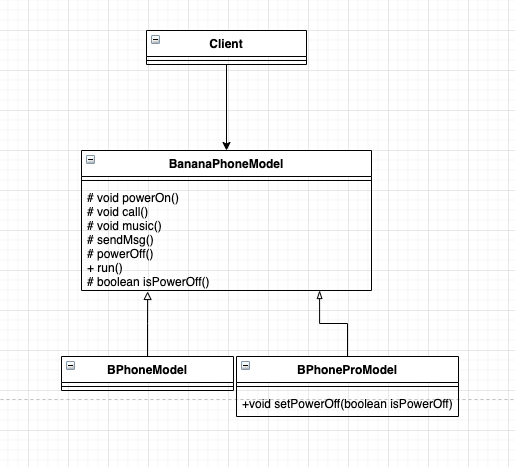 Client
BananaPhoneModel
# void powerOn()
# void call()
# void music()
# sendMsg()
# powerOff()
+ run()
# boolean isPowerOff()
BPhoneModel
BPhoneProModel
+void setPowerOff(boolean isPowerOff)